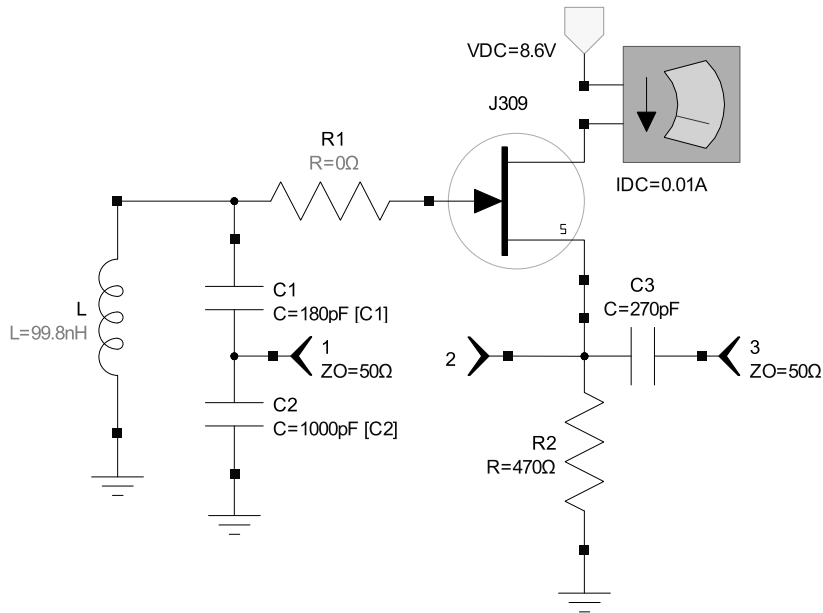 VDC=8.6V
J309
R1
R=0Ω
IDC=0.01A
S
C3
C=270pF
L
L=99.8nH
C1
C=180pF [C1]
1
ZO=50Ω
2
3
ZO=50Ω
C2
C=1000pF [C2]
R2
R=470Ω